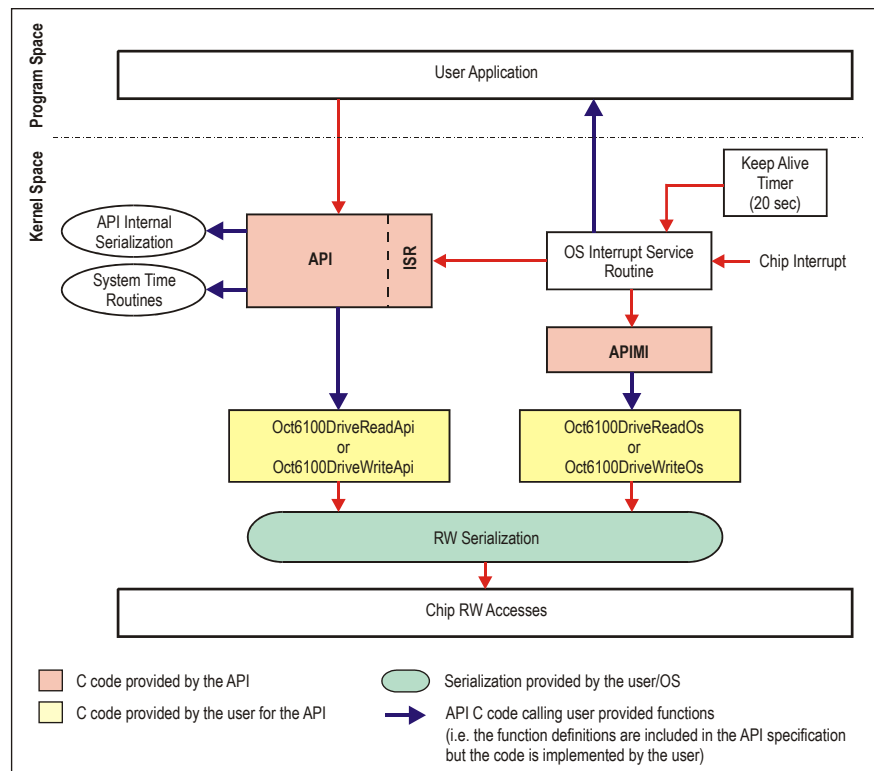 Program Space
User Application
Kernel Space
Keep Alive
Timer
(20 sec)
API Internal
Serialization
System Time
Routines
API
ISR
OS Interrupt Service
Routine
Chip Interrupt
APIMI
Oct6100DriveReadApi
or
Oct6100DriveWriteApi
Oct6100DriveReadOs
or
Oct6100DriveWriteOs
RW Serialization
Chip RW Accesses
C code provided by the API
C code provided by the user for the API
Serialization provided by the user/OS
API C code calling user provided functions
(i.e. the function definitions are included in the API specification
but the code is implemented by the user)